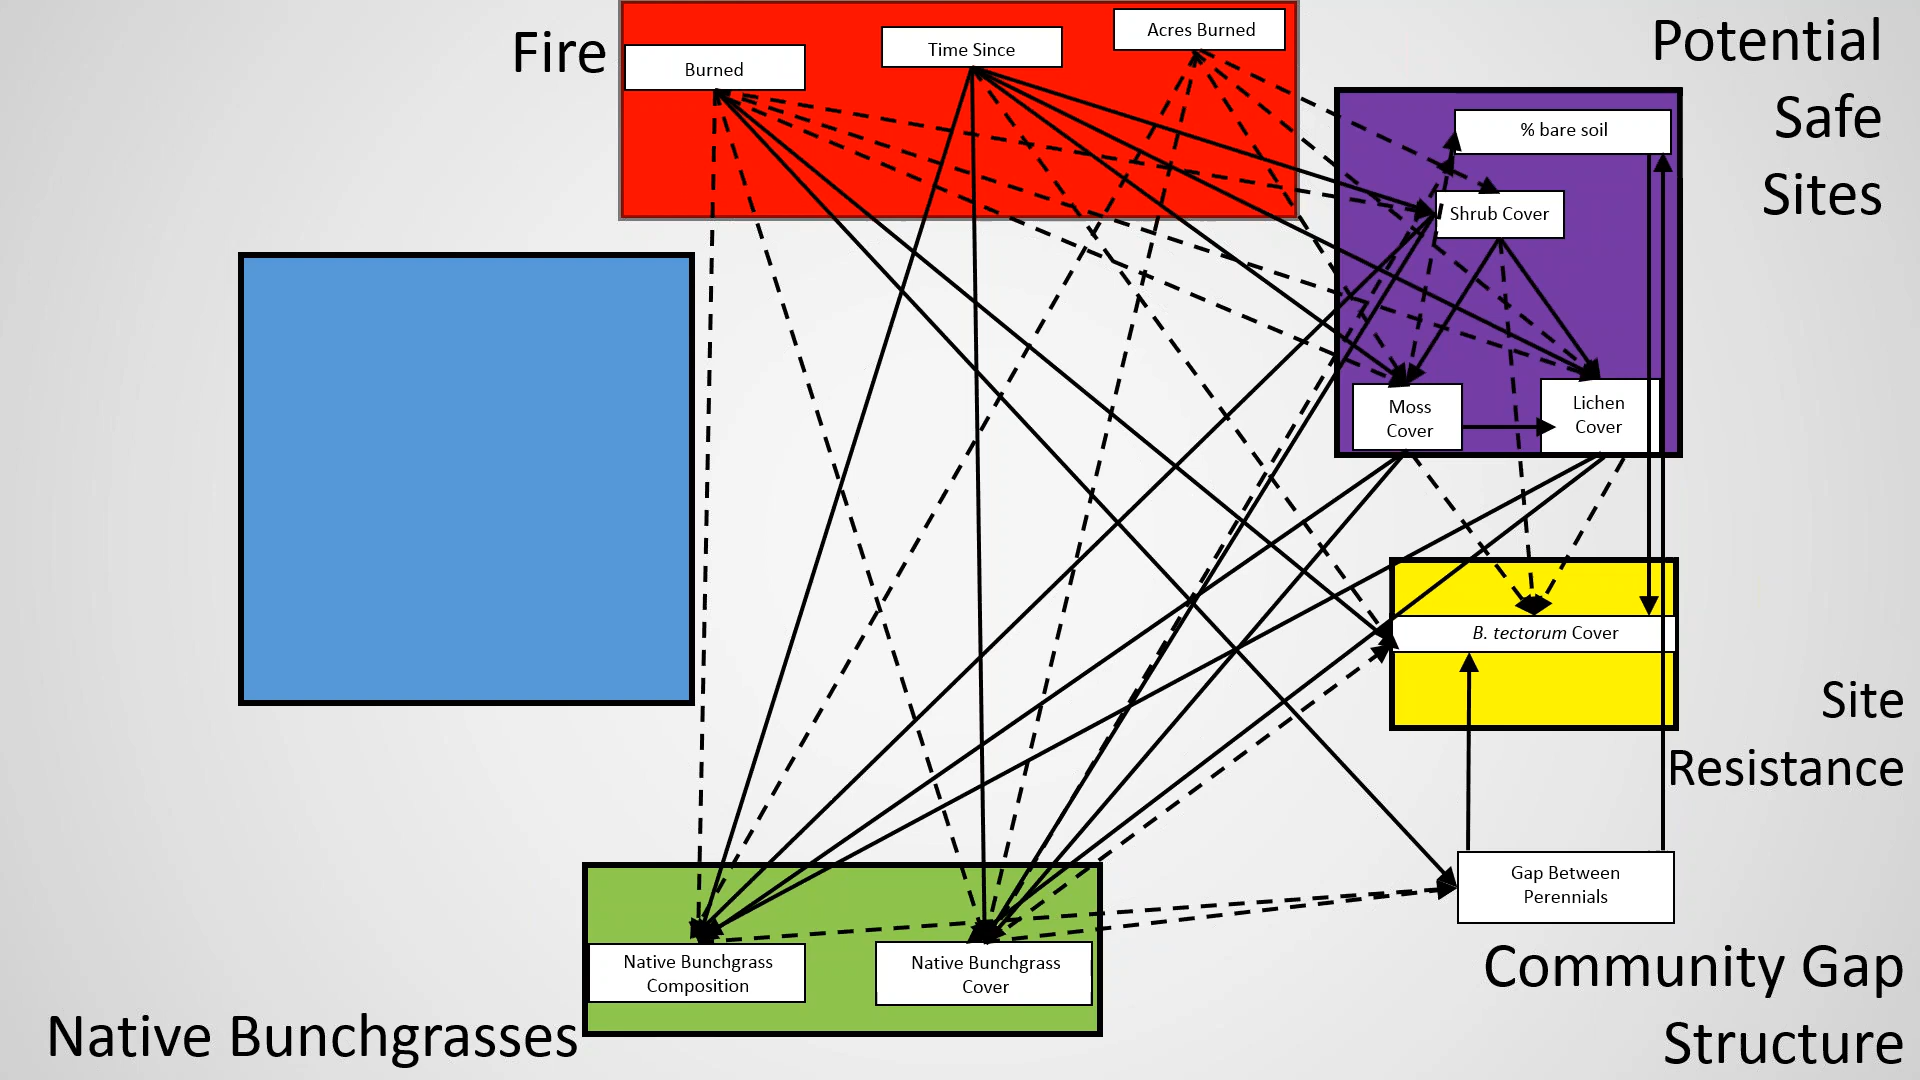 Fire
Burned
Time Since
Acres Burned
Potential
Safe
Sites
% bare soil
Shrub Cover
Moss
Cover
Lichen
Cover
B. tectorum Cover
Site
Resistance
Gap Between
Perennials
Community Gap
Structure
Native Bunchgrass
Composition
Native Bunchgrass
Cover
Native Bunchgrasses